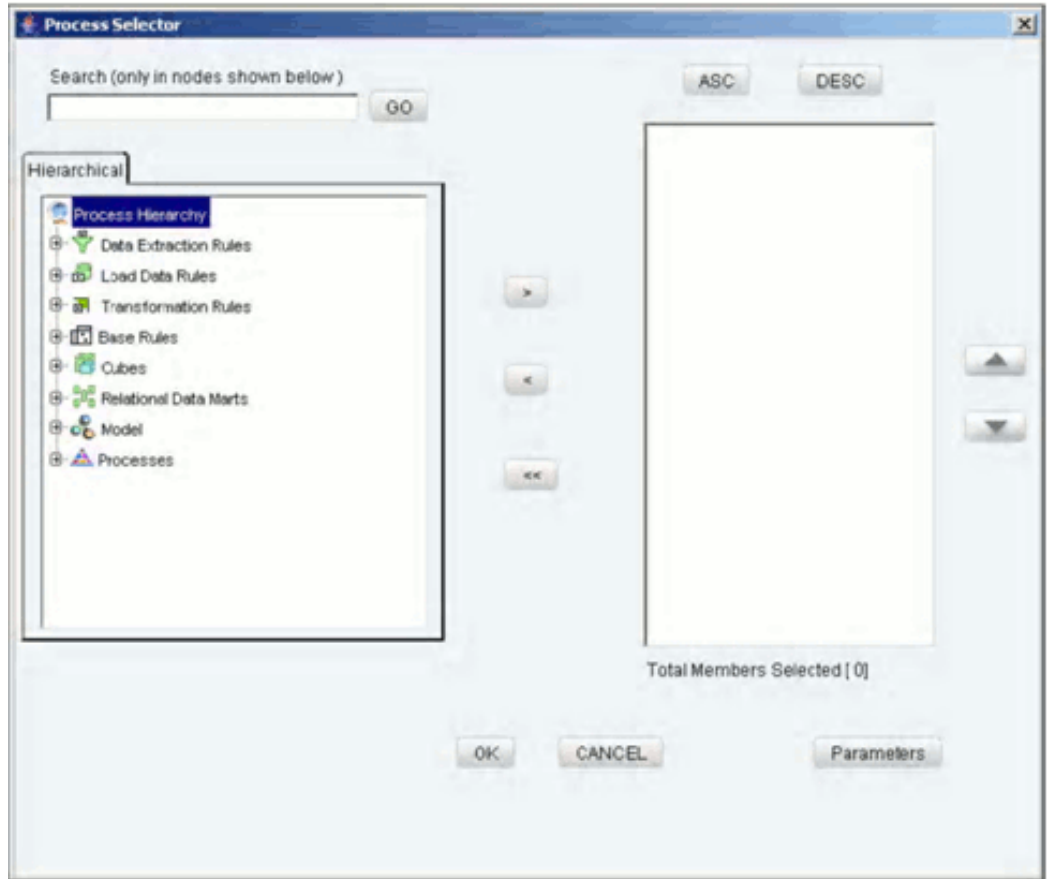 Process Selector
Search (only in nodes shown below )
GO
ASC
DESC
Hierarchical
Process Hierarchy
Data Extraction Rules
Load Data Rules
Transformation Rules
Base Rules
Cubes
Relational Data Marts
Model
Processes
>
<
<<
Total Members Selected [ 0]
OK
CANCEL
Parameters